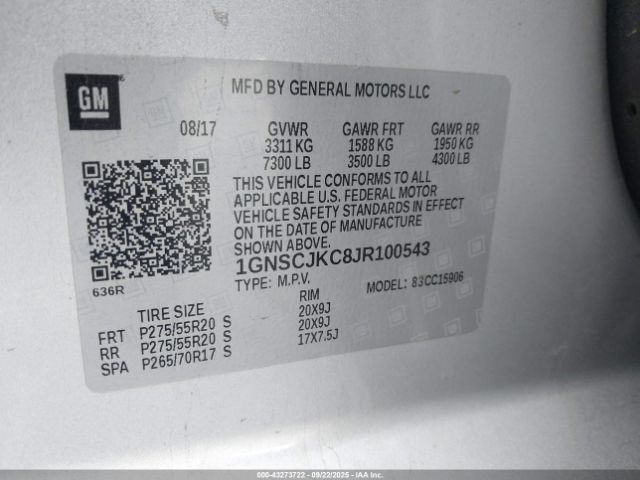 GM
MFD BY GENERAL MOTORS LLC
08/17 GVWR GAWR FRT GAWR RR
3311 KG 1588 KG 1950 KG
7300 LB 3500 LB 4300 LB
THIS VEHICLE CONFORMS TO ALL
APPLICABLE U.S. FEDERAL MOTOR
VEHICLE SAFETY STANDARDS IN EFFECT
ON THE DATE OF MANUFACTURE
SHOWN ABOVE.
1GNSCJKC8JR100543
TYPE: M.P.V. MODEL: 83CC15906
636R
TIRE SIZE RIM
FRT P275/55R20 S 20X9J
RR P275/55R20 S 20X9J
SPA P265/70R17 S 17X7.5J
000-43273722 - 09/22/2025 - IAA Inc.